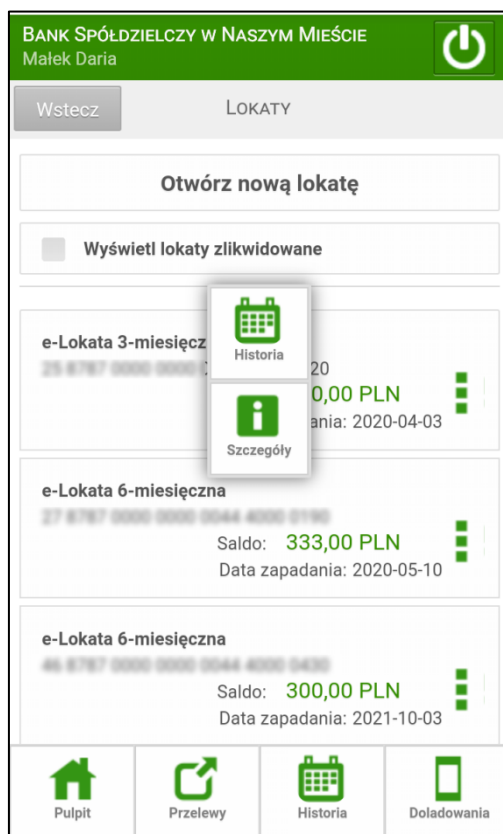 BANK SPÓŁDZIELCZY W NASZYM MIEŚCIE
Małek Daria
Wstecz
LOKATY
Otwórz nową lokatę
Wyświetl lokaty zlikwidowane
Historia
Szczegóły
e-Lokata 3-miesięcz
20
0,00 PLN
ania: 2020-04-03
e-Lokata 6-miesięczna
Saldo: 333,00 PLN
Data zapadania: 2020-05-10
e-Lokata 6-miesięczna
Saldo: 300,00 PLN
Data zapadania: 2021-10-03
Pulpit
Przelewy
Historia
Doladowania